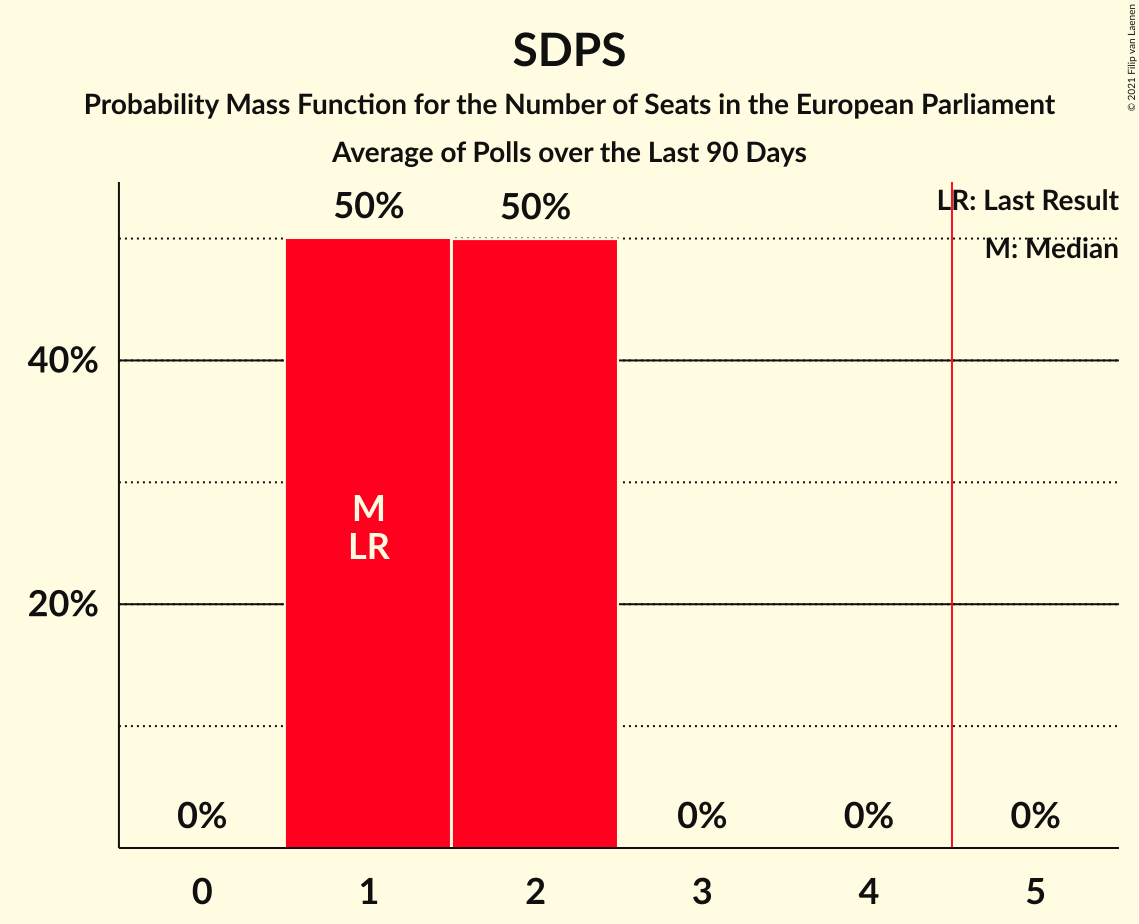 SDPS
Probability Mass Function for the Number of Seats in the European Parliament
Average of Polls over the Last 90 Days
© 2021 Filip van Laenen
50%
50%
LR: Last Result
M: Median
40%
M
LR
20%
0%
0%
0%
0%
0
1
2
3
4
5